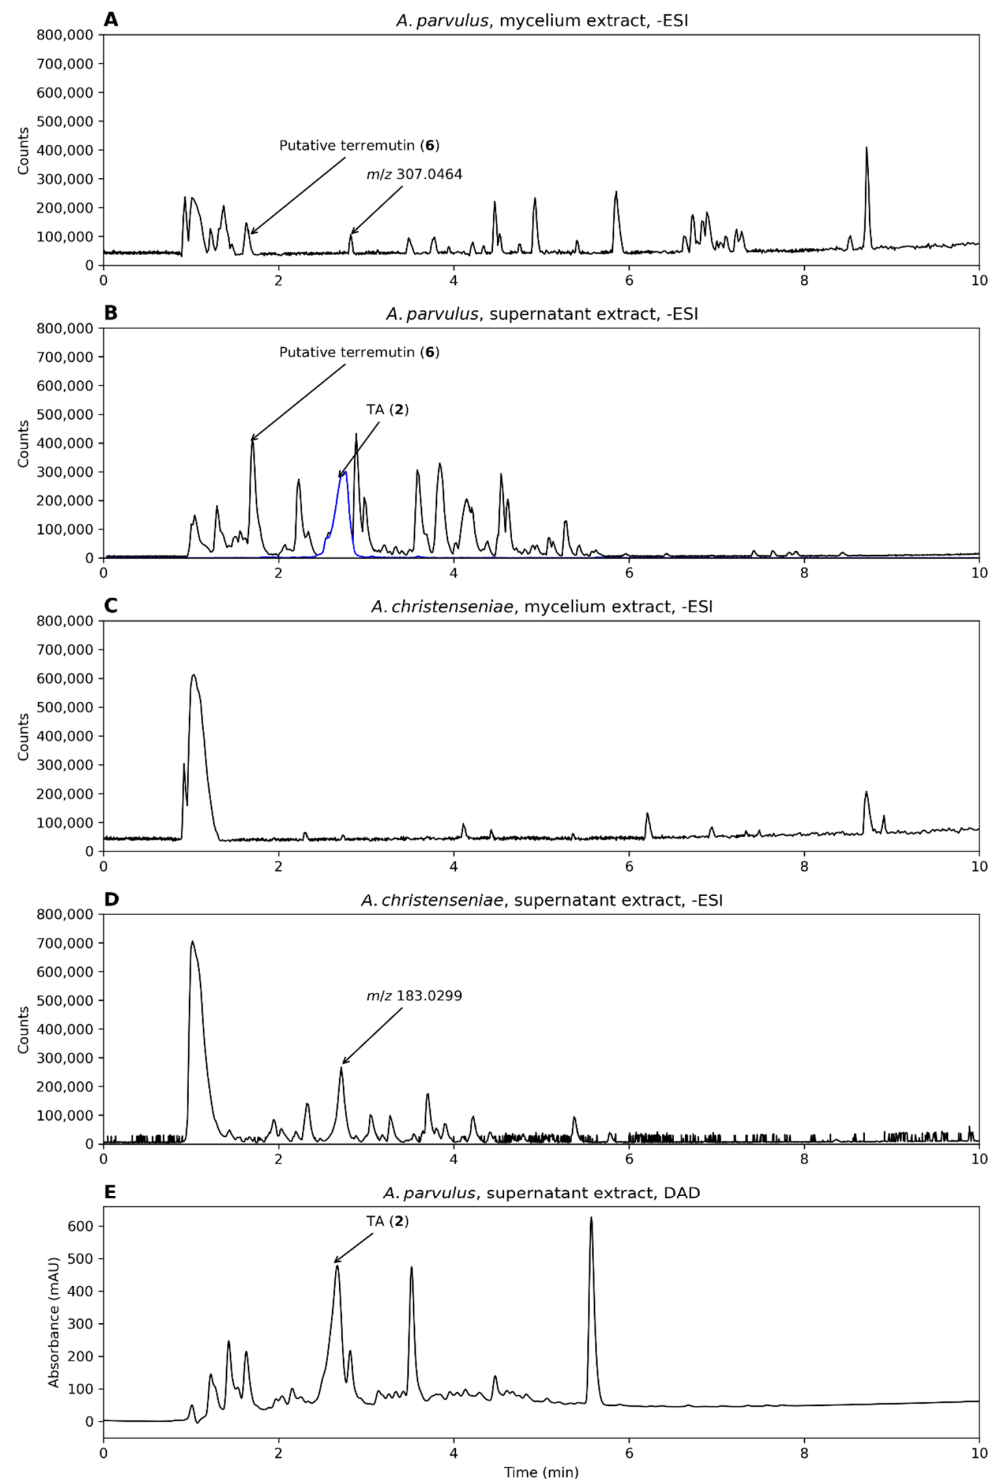 A
A. parvulus, mycelium extract, -ESI
800,000
700,000
600,000
500,000
400,000
300,000
200,000
100,000
0
Counts
Putative terremutin (6)
m/z 307.0464
0 2 4 6 8 10
B
A. parvulus, supernatant extract, -ESI
800,000
700,000
600,000
500,000
400,000
300,000
200,000
100,000
0
Counts
Putative terremutin (6)
TA (2)
0 2 4 6 8 10
C
A. christenseniae, mycelium extract, -ESI
800,000
700,000
600,000
500,000
400,000
300,000
200,000
100,000
0
Counts
0 2 4 6 8 10
D
A. christenseniae, supernatant extract, -ESI
800,000
700,000
600,000
500,000
400,000
300,000
200,000
100,000
0
Counts
m/z 183.0299
0 2 4 6 8 10
E
A. parvulus, supernatant extract, DAD
600
500
400
300
200
100
0
Absorbance (mAU)
TA (2)
0 2 4 6 8 10
Time (min)